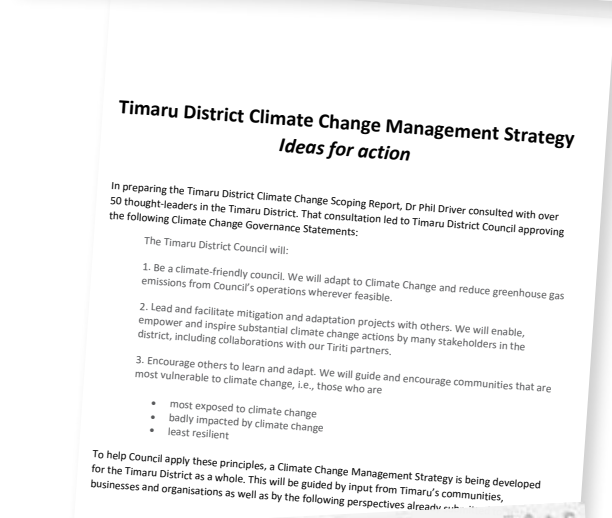 Timaru District Climate Change Management Strategy
Ideas for action
In preparing the Timaru District Climate Change Scoping Report, Dr Phil Driver consulted with over
50 thought-leaders in the Timaru District. That consultation led to Timaru District Council approving
the following Climate Change Governance Statements:
The Timaru District Council will:
1. Be a climate-friendly council. We will adapt to Climate Change and reduce greenhouse gas
emissions from Council's operations wherever feasible.
2. Lead and facilitate mitigation and adaptation projects with others. We will enable,
empower and inspire substantial climate change actions by many stakeholders in the
district, including collaborations with our Tiriti partners.
3. Encourage others to learn and adapt. We will guide and encourage communities that are
most vulnerable to climate change, i.e., those who are
• most exposed to climate change
• badly impacted by climate change
• least resilient
To help Council apply these principles, a Climate Change Management Strategy is being developed
for the Timaru District as a whole. This will be guided by input from Timaru's communities,
businesses and organisations as well as by the following perspectives already